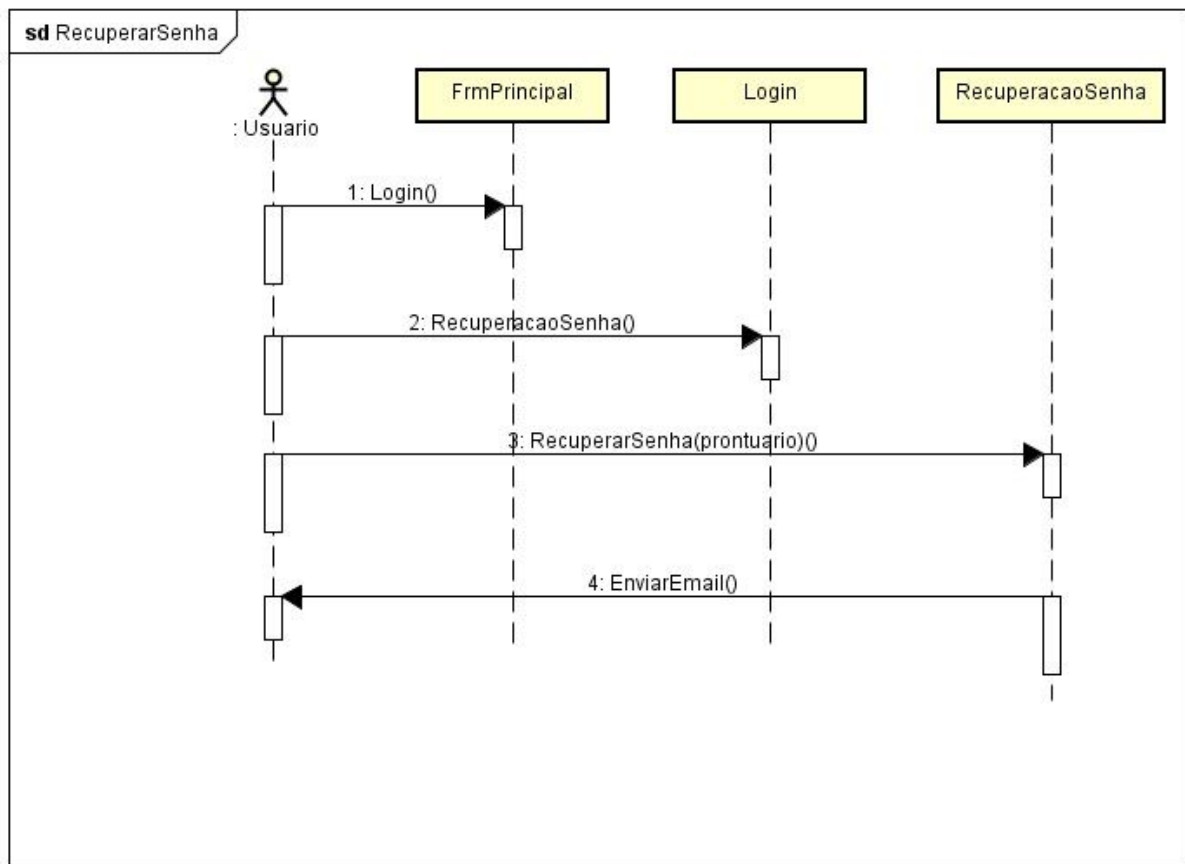 sd RecuperarSenha
FrmPrincipal
Login
RecuperacaoSenha
: Usuario
1: Login()
2: RecuperacaoSenha()
3: RecuperarSenha(prontuario)()
4: EnviarEmail()